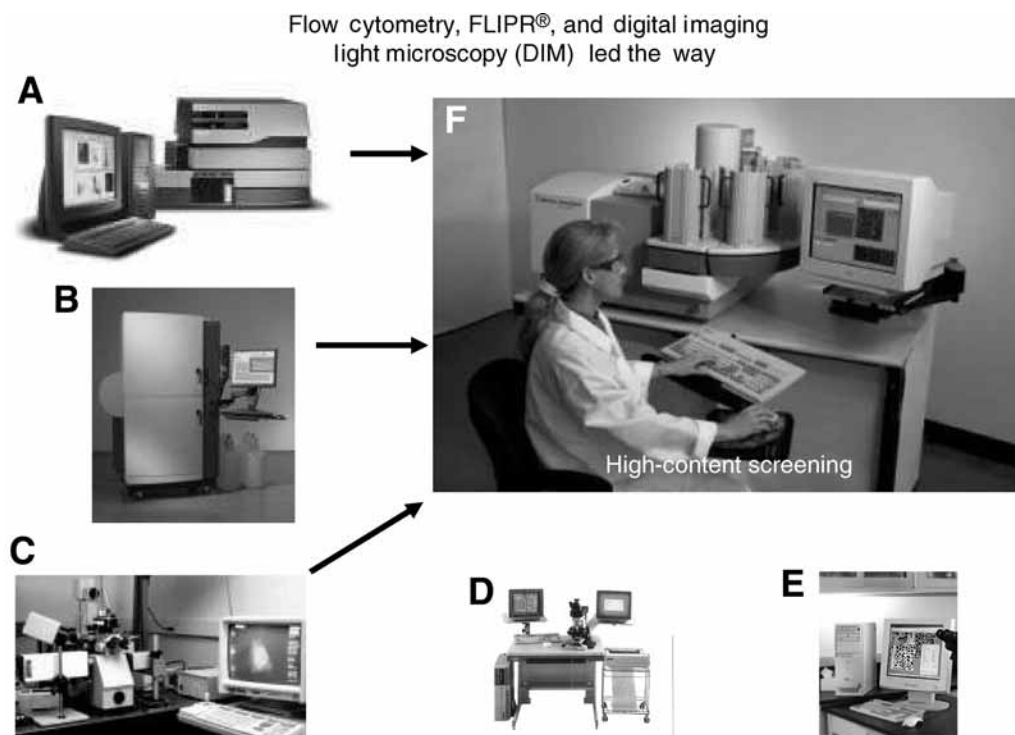 Flow cytometry, FLIPR®, and digital imaging
light microscopy (DIM) led the way
A
F
B
High-content screening
C
D
E